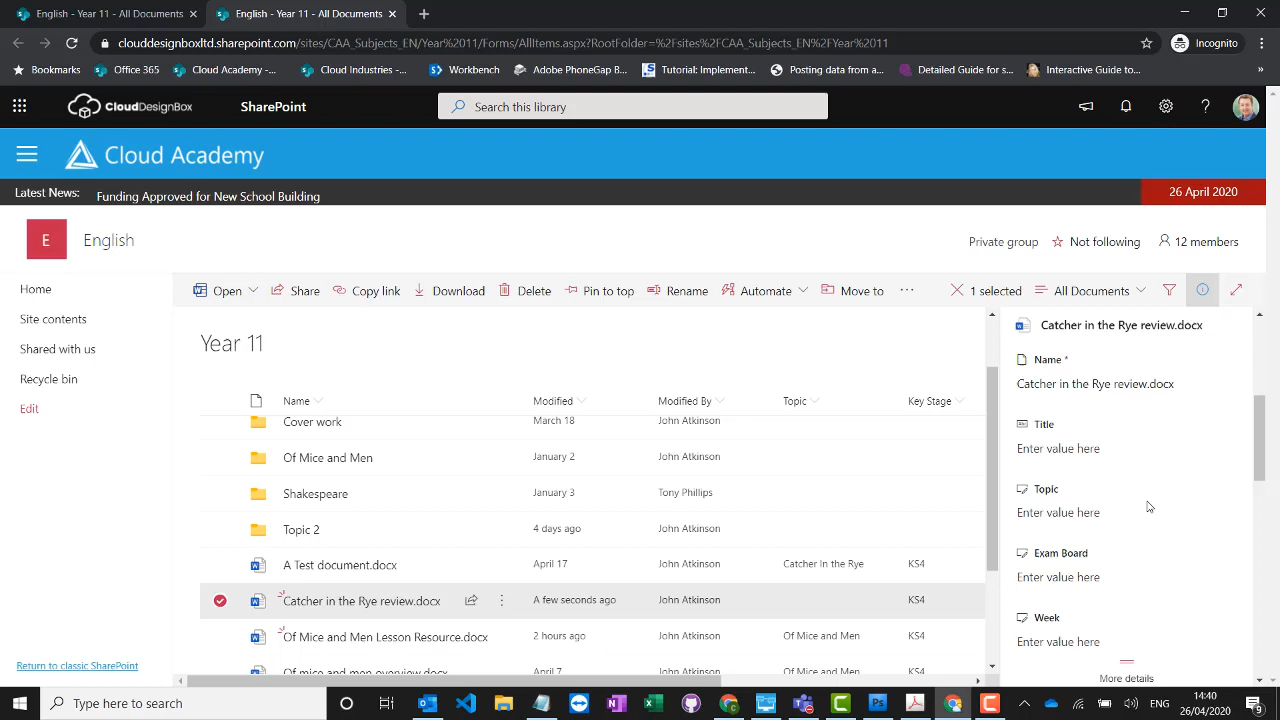 English - Year 11 - All Documents
English - Year 11 - All Documents
clouddesignboxltd.sharepoint.com/sites/CAA_Subjects_EN/Year%2011/Forms/AllItems.aspx?RootFolder=%2Fsites%2FCAA_Subjects_EN%2FYear%2011
Incognito
Bookmarks
Office 365
Cloud Academy -...
Cloud Industries -...
Workbench
Adobe PhoneGap B...
Tutorial: Implement...
Posting data from a...
Detailed Guide for s...
Interactive Guide to...
CloudDesignBox
SharePoint
Search this library
Cloud Academy
Latest News:
Funding Approved for New School Building
26 April 2020
E
English
Private group
Not following
12 members
Home
Site contents
Shared with us
Recycle bin
Edit
Return to classic SharePoint
Open
Share
Copy link
Download
Delete
Pin to top
Rename
Automate
Move to
1 selected
All Documents
Year 11
Name Modified Modified By Topic Key Stage
Cover work March 18 John Atkinson
Of Mice and Men January 2 John Atkinson
Shakespeare January 3 Tony Phillips
Topic 2 4 days ago John Atkinson
A Test document.docx April 17 John Atkinson Catcher In the Rye KS4
Catcher in the Rye review.docx A few seconds ago John Atkinson KS4
Of Mice and Men Lesson Resource.docx 2 hours ago John Atkinson Of Mice and Men KS4
Of mice and men overview.docx April 7 John Atkinson Of Mice and Men KS4
Catcher in the Rye review.docx
Name *
Catcher in the Rye review.docx
Title
Enter value here
Topic
Enter value here
Exam Board
Enter value here
Week
Enter value here
More details
Type here to search
ENG
14:40
26/04/2020